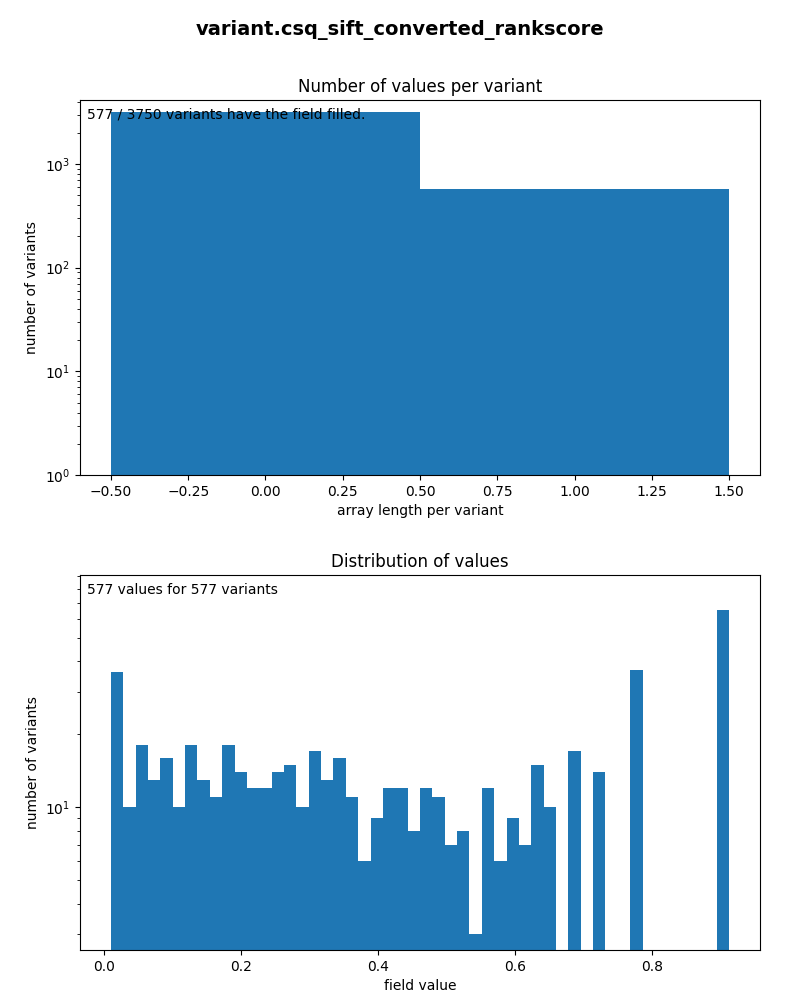 variant.csq_sift_converted_rankscore
Number of values per variant
577 / 3750 variants have the field filled.
number of variants
10³
10²
10¹
10⁰
−0.50 −0.25 0.00 0.25 0.50 0.75 1.00 1.25 1.50
array length per variant
Distribution of values
577 values for 577 variants
number of variants
10¹
0.0 0.2 0.4 0.6 0.8
field value